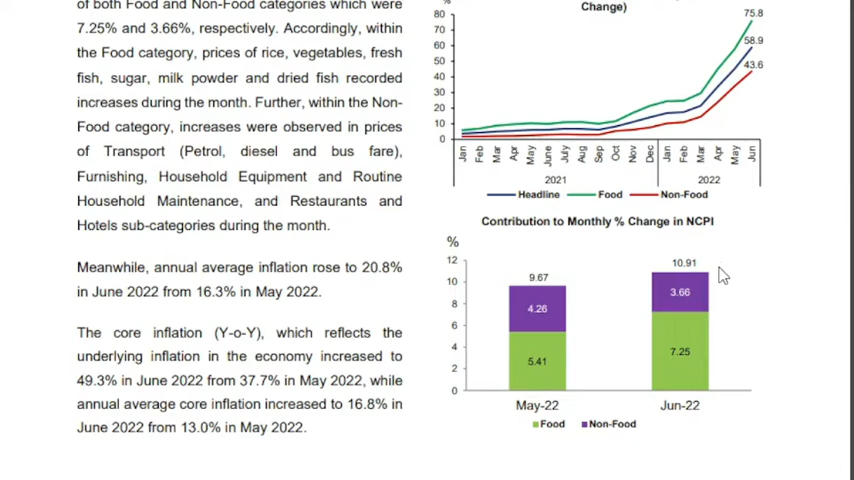 of both Food and Non-Food categories which were
7.25% and 3.66%, respectively. Accordingly, within
the Food category, prices of rice, vegetables, fresh
fish, sugar, milk powder and dried fish recorded
increases during the month. Further, within the Non-
Food category, increases were observed in prices
of Transport (Petrol, diesel and bus fare),
Furnishing, Household Equipment and Routine
Household Maintenance, and Restaurants and
Hotels sub-categories during the month.
Meanwhile, annual average inflation rose to 20.8%
in June 2022 from 16.3% in May 2022.
The core inflation (Y-o-Y), which reflects the
underlying inflation in the economy increased to
49.3% in June 2022 from 37.7% in May 2022, while
annual average core inflation increased to 16.8% in
June 2022 from 13.0% in May 2022.
%
Change)
80
70
60
50
40
30
20
10
0
75.8
58.9
43.6
Jan Feb Mar Apr May June July Aug Sep Oct Nov Dec Jan Feb Mar Apr May Jun
2021 2022
Headline Food Non-Food
Contribution to Monthly % Change in NCPI
%
12
10
8
6
4
2
0
9.67
4.26
5.41
10.91
3.66
7.25
May-22 Jun-22
Food Non-Food